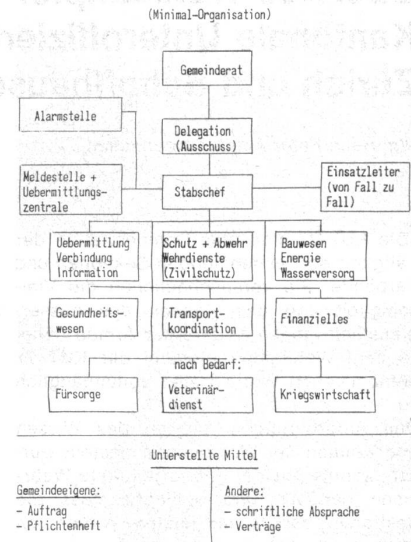 (Minimal-Organisation)
Gemeinderat
Alarmstelle
Delegation
(Ausschuss)
Meldestelle +
Uebermittlungs-
zentrale
Stabschef
Einsatzleiter
(von Fall zu
Fall)
Uebermittlung
Verbindung
Information
Schutz + Abwehr
Wehrdienste
(Zivilschutz)
Bauwesen
Energie
Wasserversorg
Gesundheits-
wesen
Transport-
koordination
Finanzielles
nach Bedarf:
Fürsorge
Veterinär-
dienst
Kriegswirtschaft
Unterstellte Mittel
Gemeindeeigene:
- Auftrag
- Pflichtenheft
Andere:
- schriftliche Absprache
- Verträge